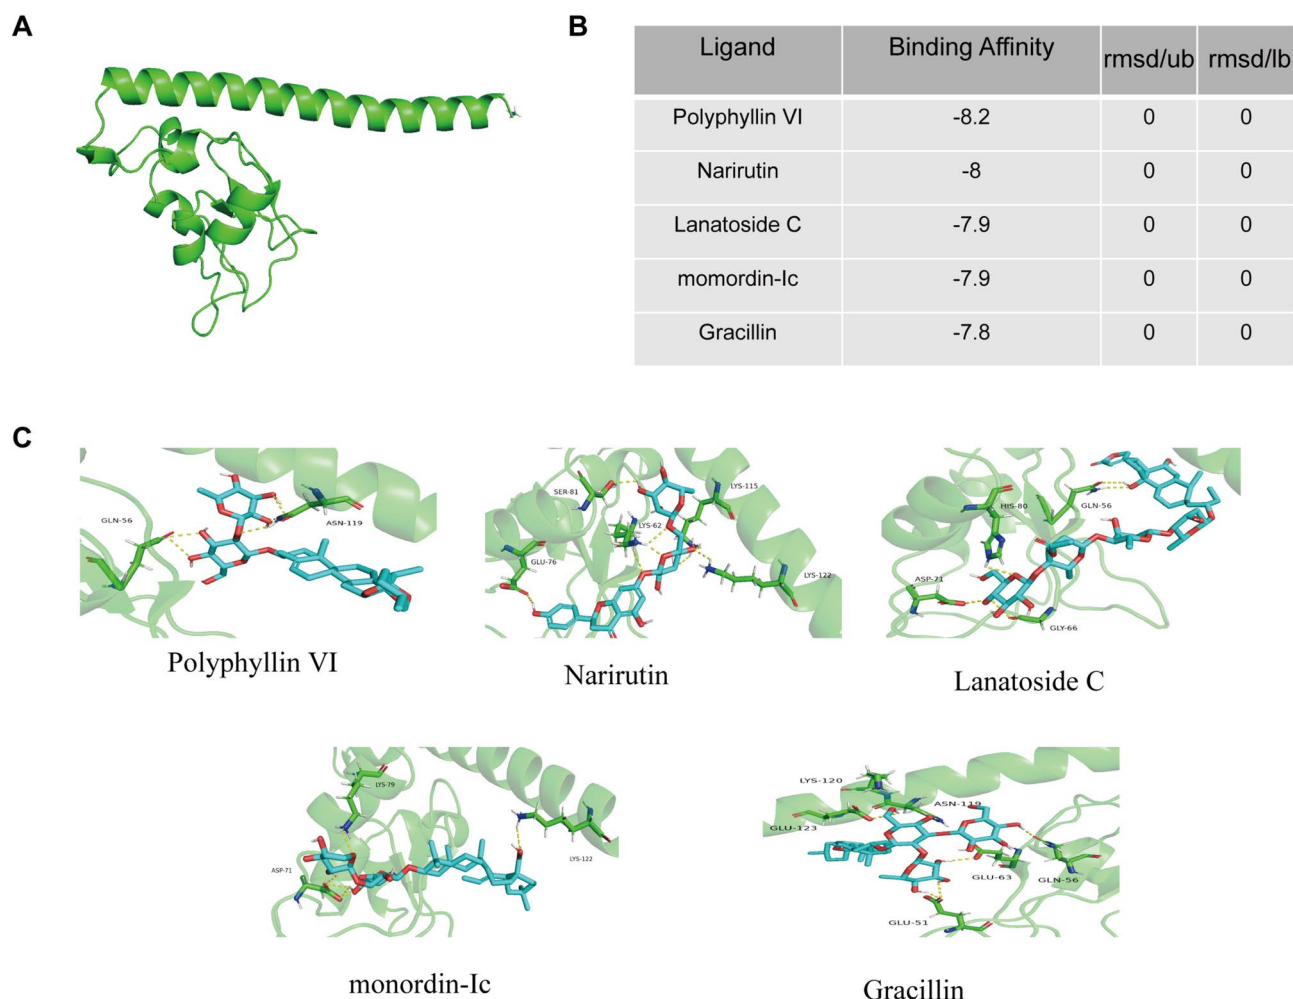 A
B
Ligand Binding Affinity rmsd/ub rmsd/lb
Polyphyllin VI -8.2 0 0
Narirutin -8 0 0
Lanatoside C -7.9 0 0
momordin-Ic -7.9 0 0
Gracillin -7.8 0 0
C
GLN-56
ASN-119
Polyphyllin VI
SER-81
LYS-115
LYS-62
GLU-76
LYS-122
Narirutin
HIS-80
GLN-56
ASP-71
GLY-66
Lanatoside C
LYS-79
ASP-71
LYS-122
monordin-Ic
LYS-120
ASN-119
GLU-123
GLU-63
GLN-56
GLU-51
Gracillin